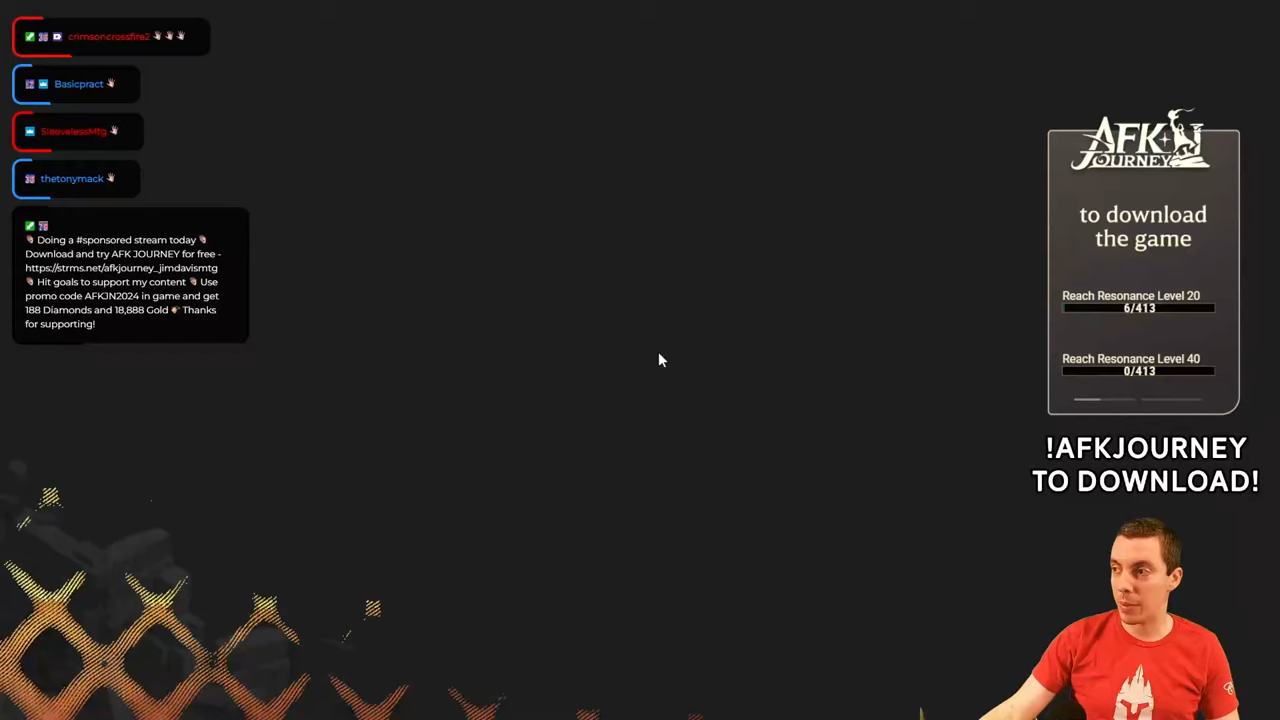 crimsoncrossfire2
Basicpract
SleevelessMtg
thetonymack
Doing a #sponsored stream today
Download and try AFK JOURNEY for free -
https://strms.net/afkjourney_jimdavismtg
Hit goals to support my content Use
promo code AFKJN2024 in game and get
188 Diamonds and 18,888 Gold Thanks
for supporting!
AFK
JOURNEY
to download
the game
Reach Resonance Level 20
6/413
Reach Resonance Level 40
0/413
!AFKJOURNEY
TO DOWNLOAD!